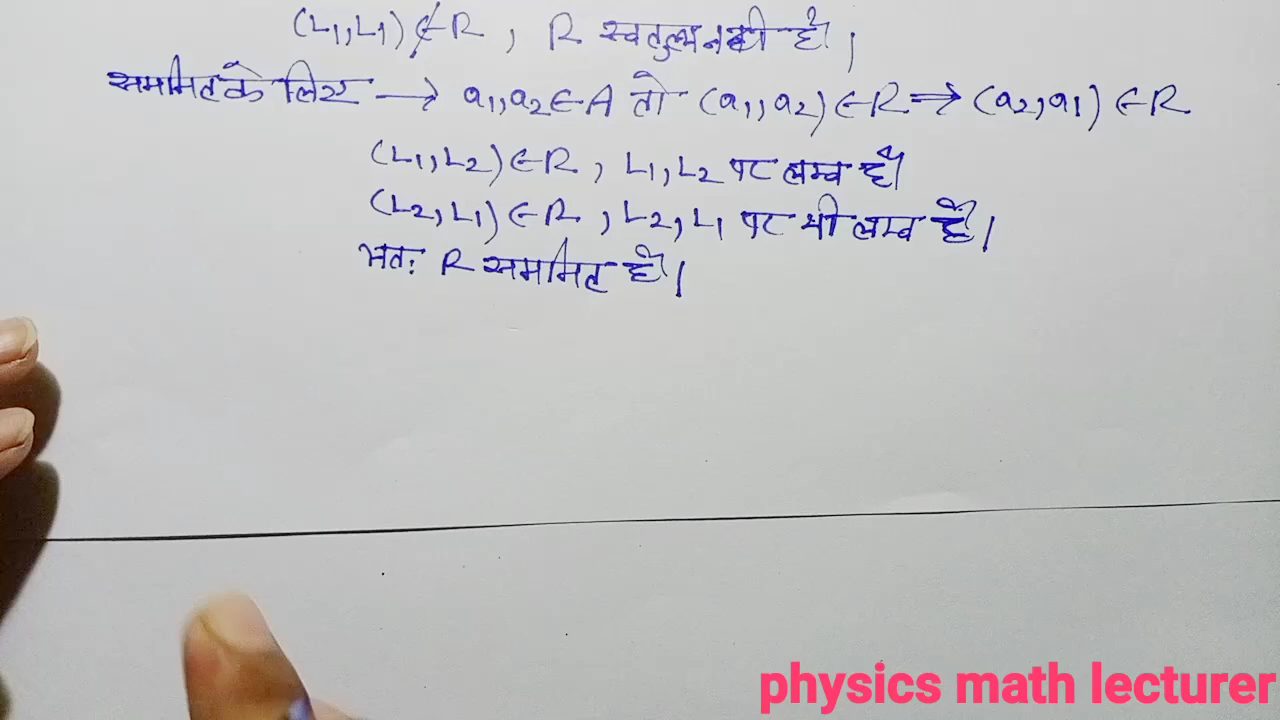 (L1, L1) ∉ R , R स्वतुल्य नही है।
सममित के लिए → a1, a2 ∈ A तो (a1, a2) ∈ R ⇒ (a2, a1) ∈ R
(L1, L2) ∈ R , L1, L2 पर लम्ब है।
(L2, L1) ∈ R , L2, L1 पर भी लम्ब है।
अतः R सममित है।
physics math lecturer